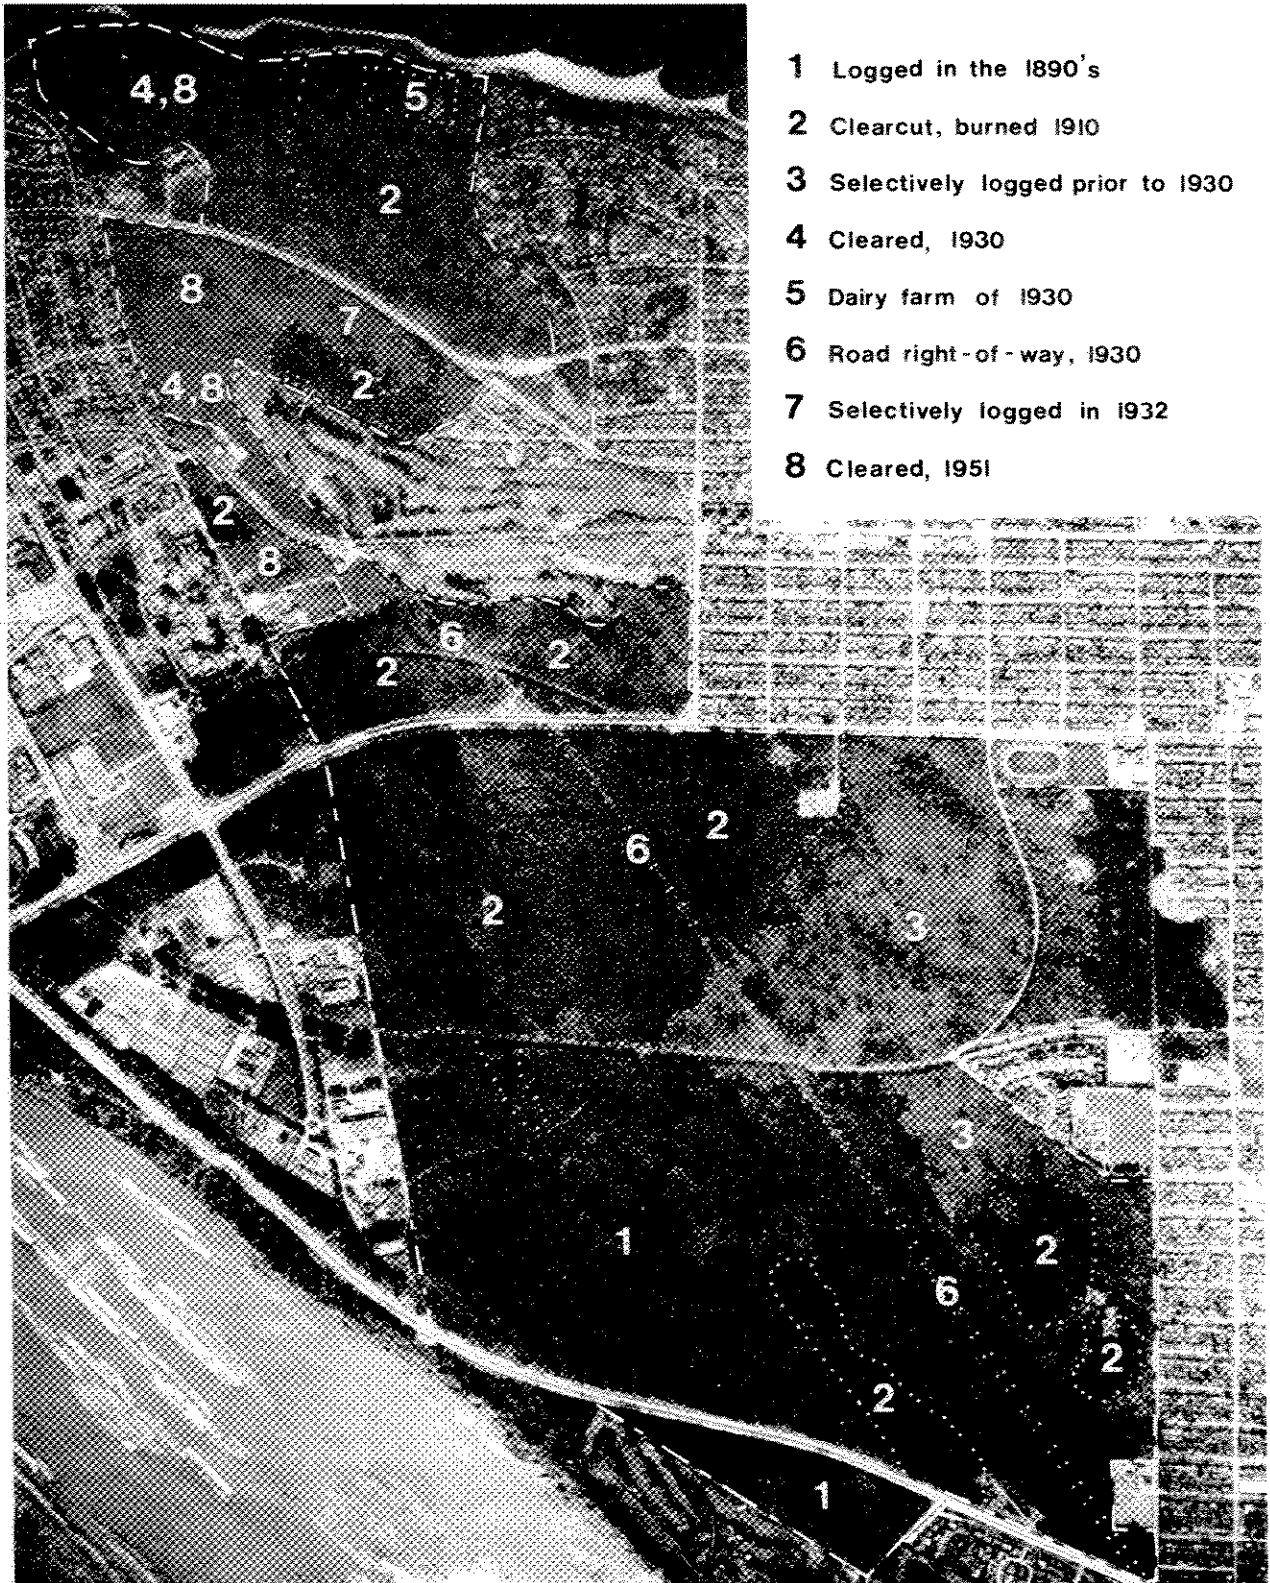 1 Logged in the 1890's
2 Clearcut, burned 1910
3 Selectively logged prior to 1930
4 Cleared, 1930
5 Dairy farm of 1930
6 Road right-of-way, 1930
7 Selectively logged in 1932
8 Cleared, 1951
4,8
5
2
8
7
4,8
2
2
8
6
2
2
2
6
2
3
3
1
2
6
2
2
1